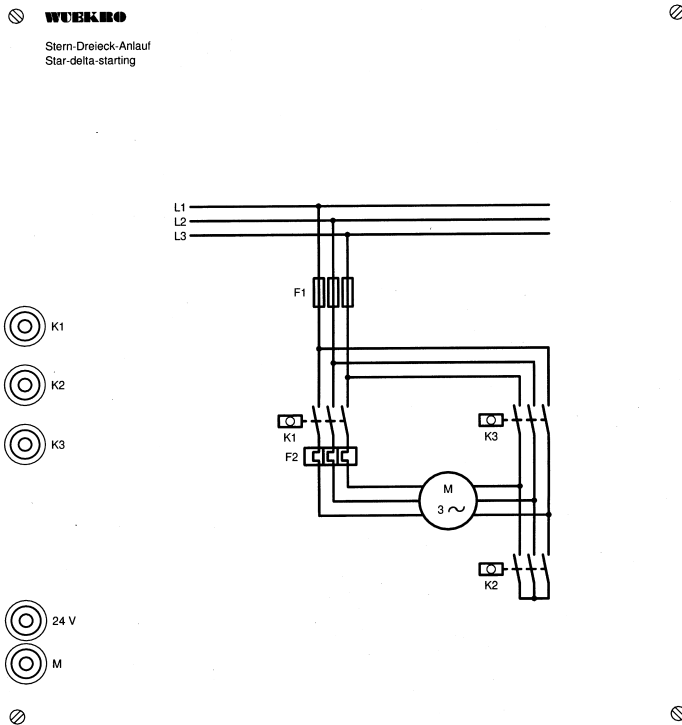 WUEKRO
Stern-Dreieck-Anlauf
Star-delta-starting
L1
L2
L3
F1
K1
K2
K3
K1
F2
K3
M
3 ~
K2
24 V
M